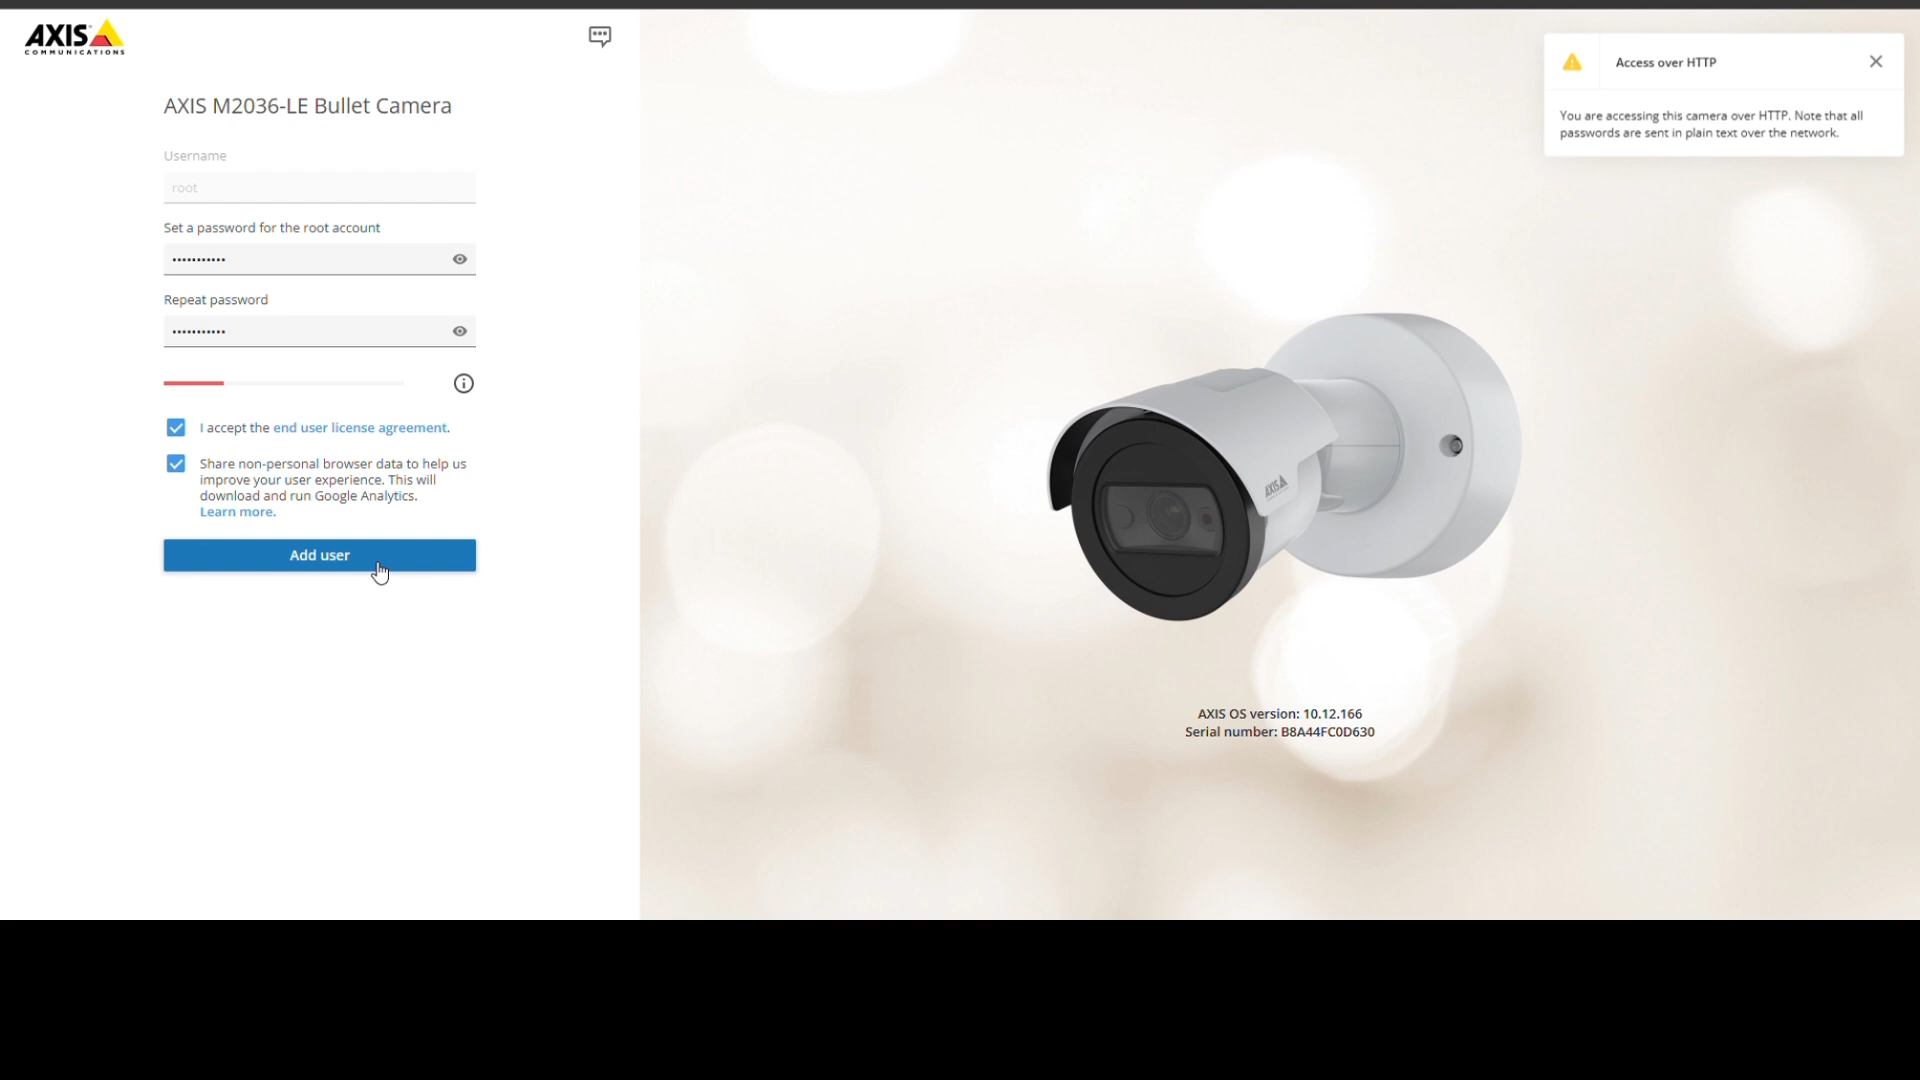 AXIS
COMMUNICATIONS
AXIS M2036-LE Bullet Camera
Username
root
Set a password for the root account
•••••••••••
Repeat password
•••••••••••
I accept the end user license agreement.
Share non-personal browser data to help us
improve your user experience. This will
download and run Google Analytics.
Learn more.
Add user
Access over HTTP
You are accessing this camera over HTTP. Note that all
passwords are sent in plain text over the network.
AXIS
AXIS OS version: 10.12.166
Serial number: B8A44FC0D630